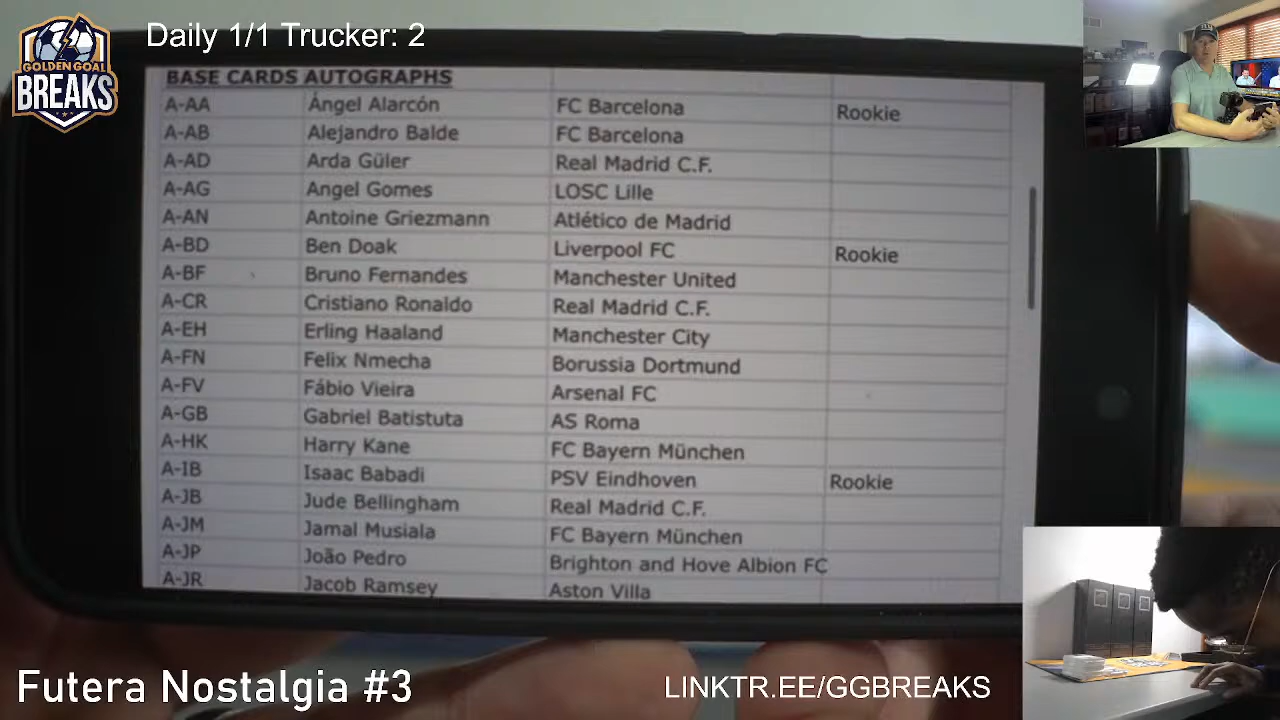 Daily 1/1 Trucker: 2
GOLDEN GOAL
BREAKS
BASE CARDS AUTOGRAPHS
A-AA Ángel Alarcón FC Barcelona Rookie
A-AB Alejandro Balde FC Barcelona
A-AD Arda Güler Real Madrid C.F.
A-AG Angel Gomes LOSC Lille
A-AN Antoine Griezmann Atlético de Madrid
A-BD Ben Doak Liverpool FC Rookie
A-BF Bruno Fernandes Manchester United
A-CR Cristiano Ronaldo Real Madrid C.F.
A-EH Erling Haaland Manchester City
A-FN Felix Nmecha Borussia Dortmund
A-FV Fábio Vieira Arsenal FC
A-GB Gabriel Batistuta AS Roma
A-HK Harry Kane FC Bayern München
A-IB Isaac Babadi PSV Eindhoven Rookie
A-JB Jude Bellingham Real Madrid C.F.
A-JM Jamal Musiala FC Bayern München
A-JP João Pedro Brighton and Hove Albion FC
A-JR Jacob Ramsey Aston Villa
Futera Nostalgia #3
LINKTR.EE/GGBREAKS